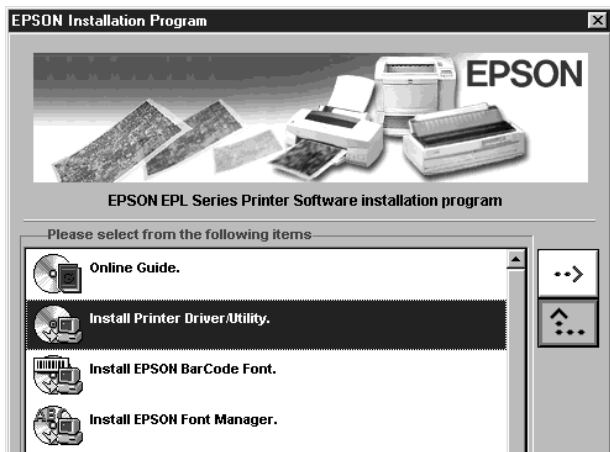 EPSON Installation Program
EPSON
EPSON EPL Series Printer Software installation program
Please select from the following items
Online Guide.
Install Printer Driver/Utility.
Install EPSON BarCode Font.
Install EPSON Font Manager.